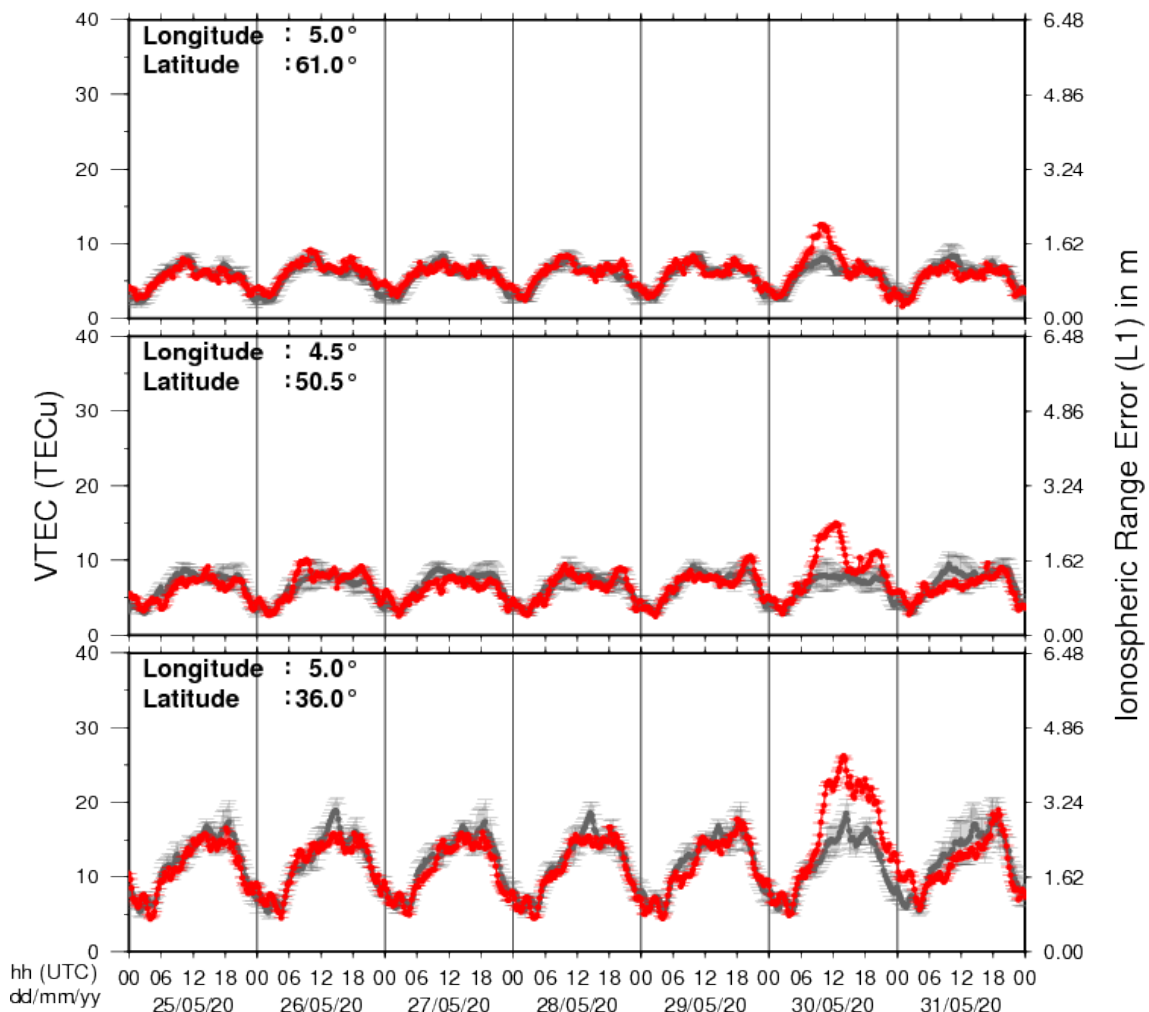 40 6.48
Longitude : 5.0°
Latitude :61.0°
30 4.86
20 3.24
10 1.62
0 0.00
40 6.48
Longitude : 4.5°
Latitude :50.5°
30 4.86
20 3.24
10 1.62
0 0.00
40 6.48
Longitude : 5.0°
Latitude :36.0°
30 4.86
20 3.24
10 1.62
0 0.00
VTEC (TECu)
Ionospheric Range Error (L1) in m
hh (UTC) 00 06 12 18 00 06 12 18 00 06 12 18 00 06 12 18 00 06 12 18 00 06 12 18 00 06 12 18 00
dd/mm/yy 25/05/20 26/05/20 27/05/20 28/05/20 29/05/20 30/05/20 31/05/20